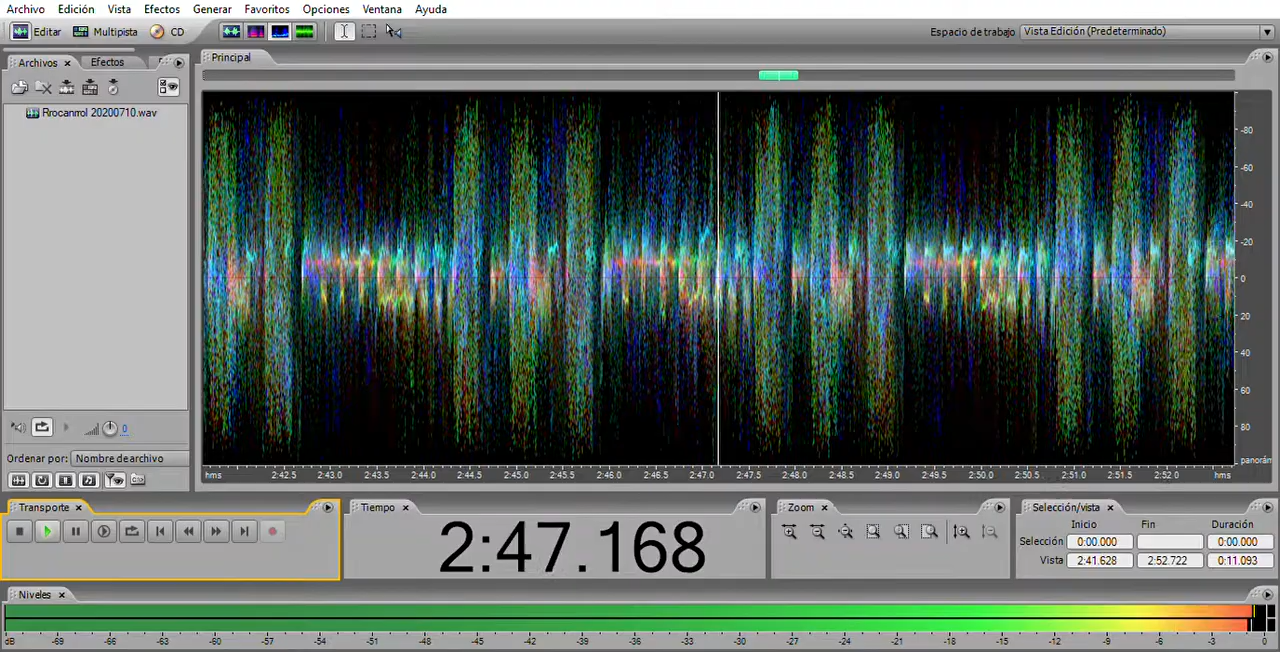 Archivo Edición Vista Efectos Generar Favoritos Opciones Ventana Ayuda
Editar Multipista CD
Espacio de trabajo Vista Edición (Predeterminado)
Archivos Efectos
Principal
Rrocanrrol 20200710.wav
-80
-60
-40
-20
0
20
40
60
80
panorám
hms 2:42.5 2:43.0 2:43.5 2:44.0 2:44.5 2:45.0 2:45.5 2:46.0 2:46.5 2:47.0 2:47.5 2:48.0 2:48.5 2:49.0 2:49.5 2:50.0 2:50.5 2:51.0 2:51.5 2:52.0 hms
0
Ordenar por: Nombre de archivo
Transporte
Tiempo
2:47.168
Zoom
Selección/vista
Inicio Fin Duración
Selección 0:00.000 0:00.000
Vista 2:41.628 2:52.722 0:11.093
Niveles
dB -69 -66 -63 -60 -57 -54 -51 -48 -45 -42 -39 -36 -33 -30 -27 -24 -21 -18 -15 -12 -9 -6 -3 0